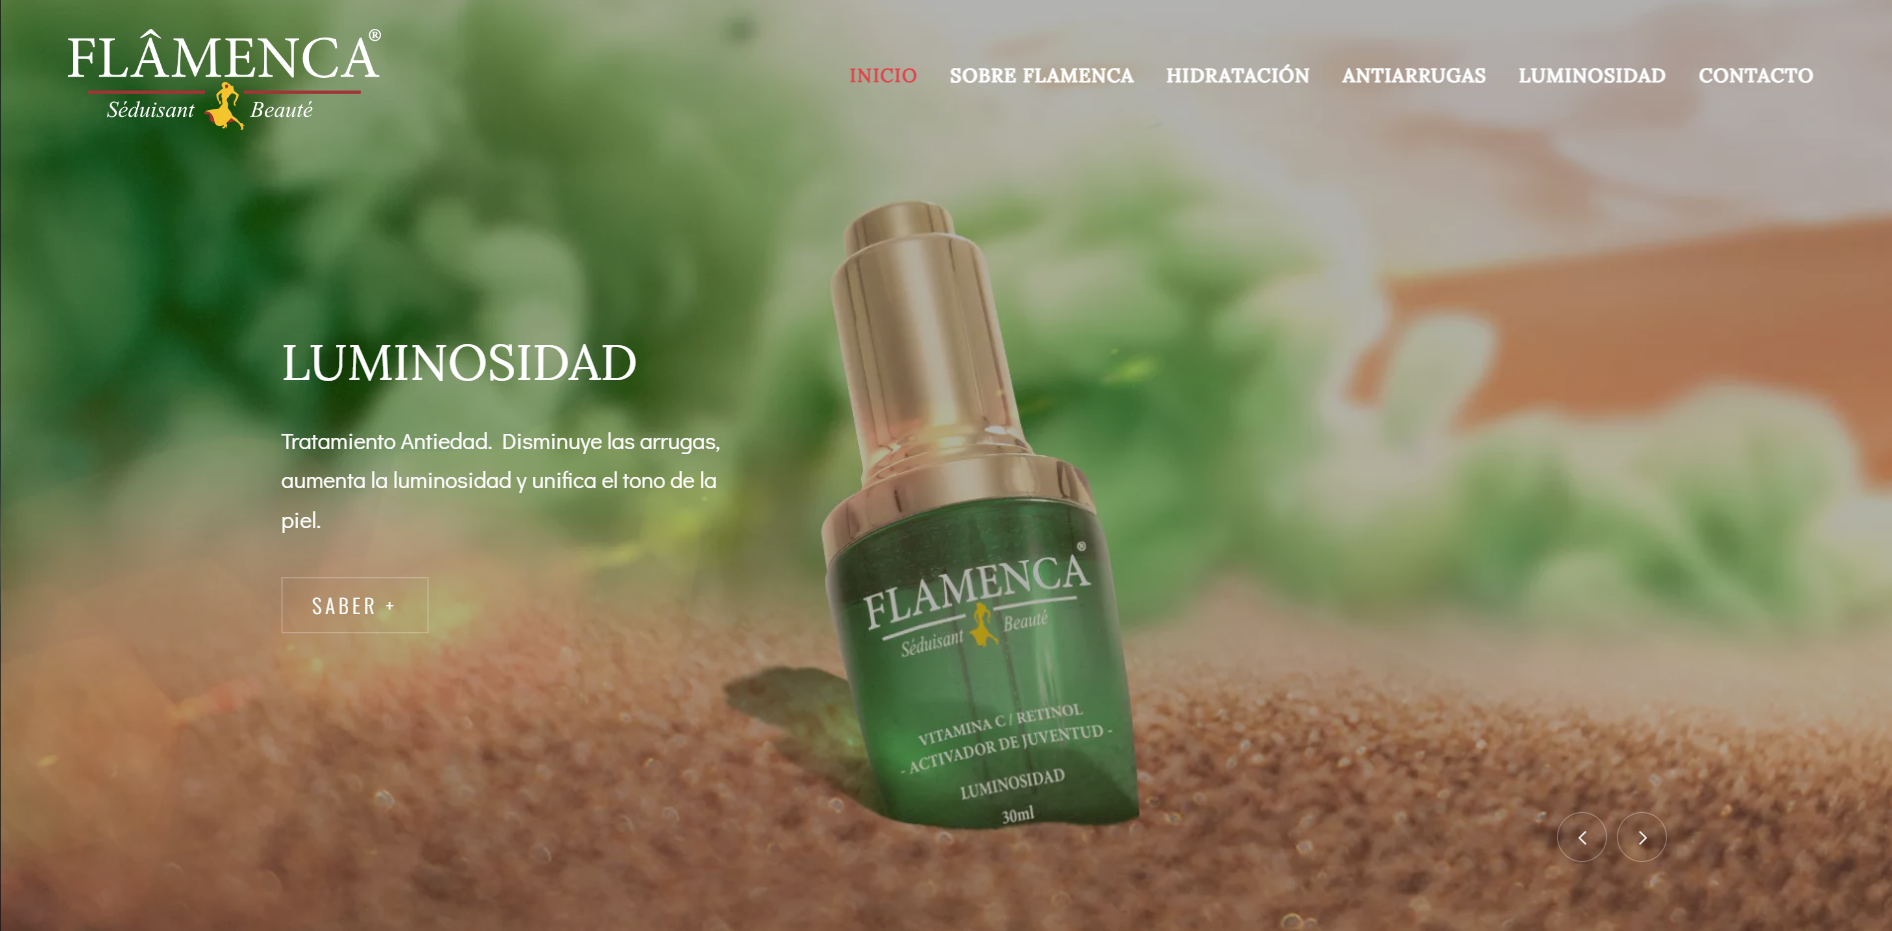 FLÂMENCA®
Séduisant Beauté
INICIO SOBRE FLAMENCA HIDRATACIÓN ANTIARRUGAS LUMINOSIDAD CONTACTO
LUMINOSIDAD
Tratamiento Antiedad. Disminuye las arrugas,
aumenta la luminosidad y unifica el tono de la
piel.
SABER +
FLAMENCA®
Séduisant Beauté
VITAMINA C / RETINOL
- ACTIVADOR DE JUVENTUD -
LUMINOSIDAD
30ml